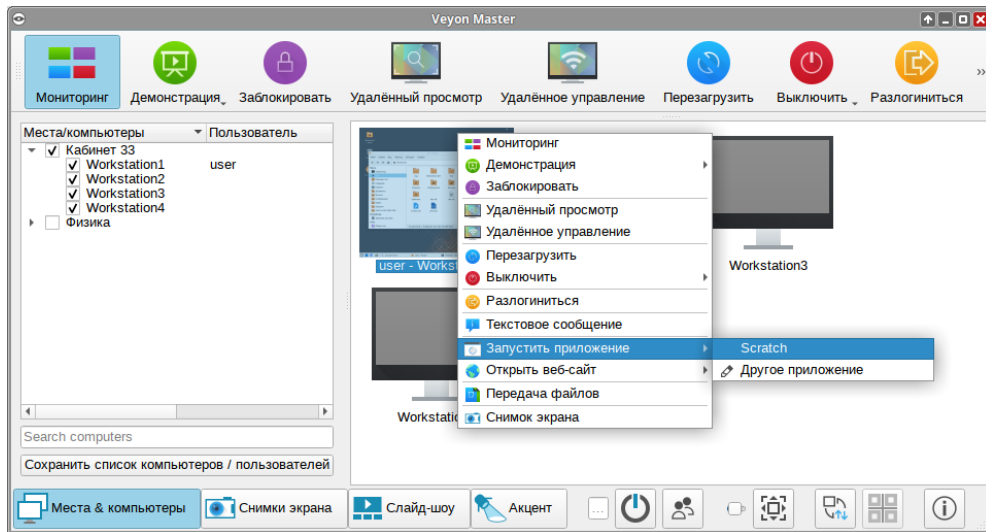 Veyon Master
Мониторинг
Демонстрация
Заблокировать
Удалённый просмотр
Удалённое управление
Перезагрузить
Выключить
Разлогиниться
»
Места/компьютеры
Пользователь
Кабинет 33
Workstation1 user
Workstation2
Workstation3
Workstation4
Физика
Search computers
Сохранить список компьютеров / пользователей
user - Workst
Workstation3
Workstatio
Мониторинг
Демонстрация
Заблокировать
Удалённый просмотр
Удалённое управление
Перезагрузить
Выключить
Разлогиниться
Текстовое сообщение
Запустить приложение
Открыть веб-сайт
Передача файлов
Снимок экрана
Scratch
Другое приложение
Места & компьютеры
Снимки экрана
Слайд-шоу
Акцент
...